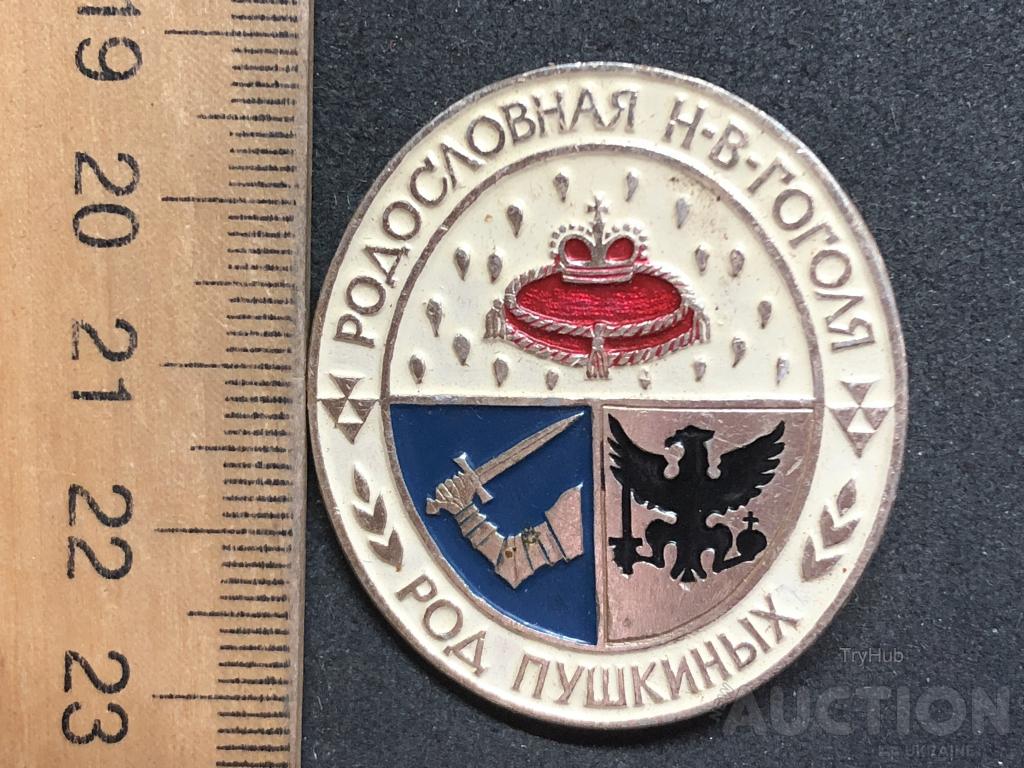 РОДОСЛОВНАЯ Н-В-ГОГОЛЯ
РОД ПУШКИНЫХ
19
20
21
22
23
TryHub
AUCTION